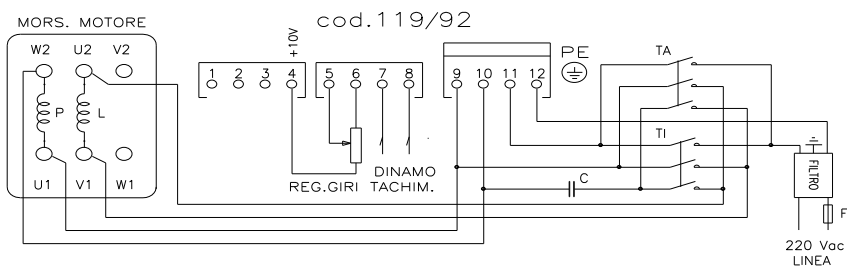 cod.119/92
MORS. MOTORE
W2 U2 V2
P L
U1 V1 W1
+10V
1 2 3 4 5 6 7 8 9 10 11 12
PE
TA
TI
REG.GIRI
DINAMO
TACHIM.
C
FILTRO
F
220 Vac
LINEA